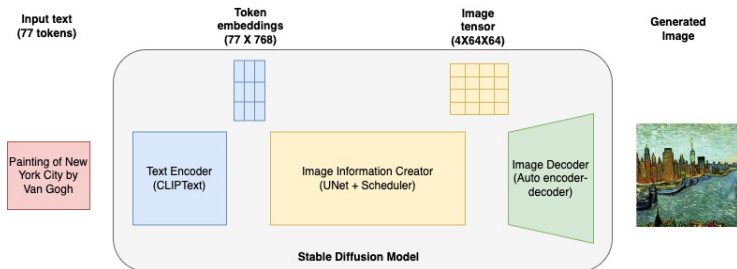 Input text
(77 tokens)
Token
embeddings
(77 X 768)
Image
tensor
(4X64X64)
Generated
Image
Painting of New
York City by
Van Gogh
Text Encoder
(CLIPText)
Image Information Creator
(UNet + Scheduler)
Image Decoder
(Auto encoder-
decoder)
Stable Diffusion Model